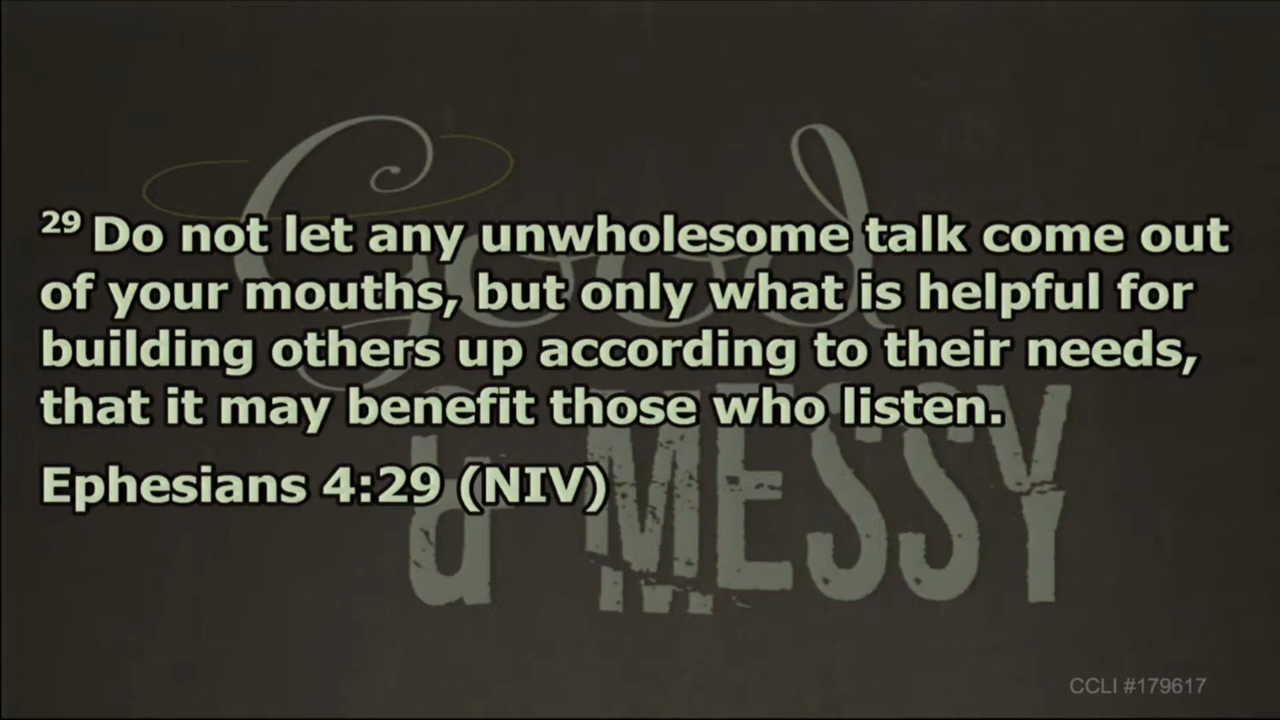 29 Do not let any unwholesome talk come out
of your mouths, but only what is helpful for
building others up according to their needs,
that it may benefit those who listen.
Ephesians 4:29 (NIV)
Good
& MESSY
CCLI #179617